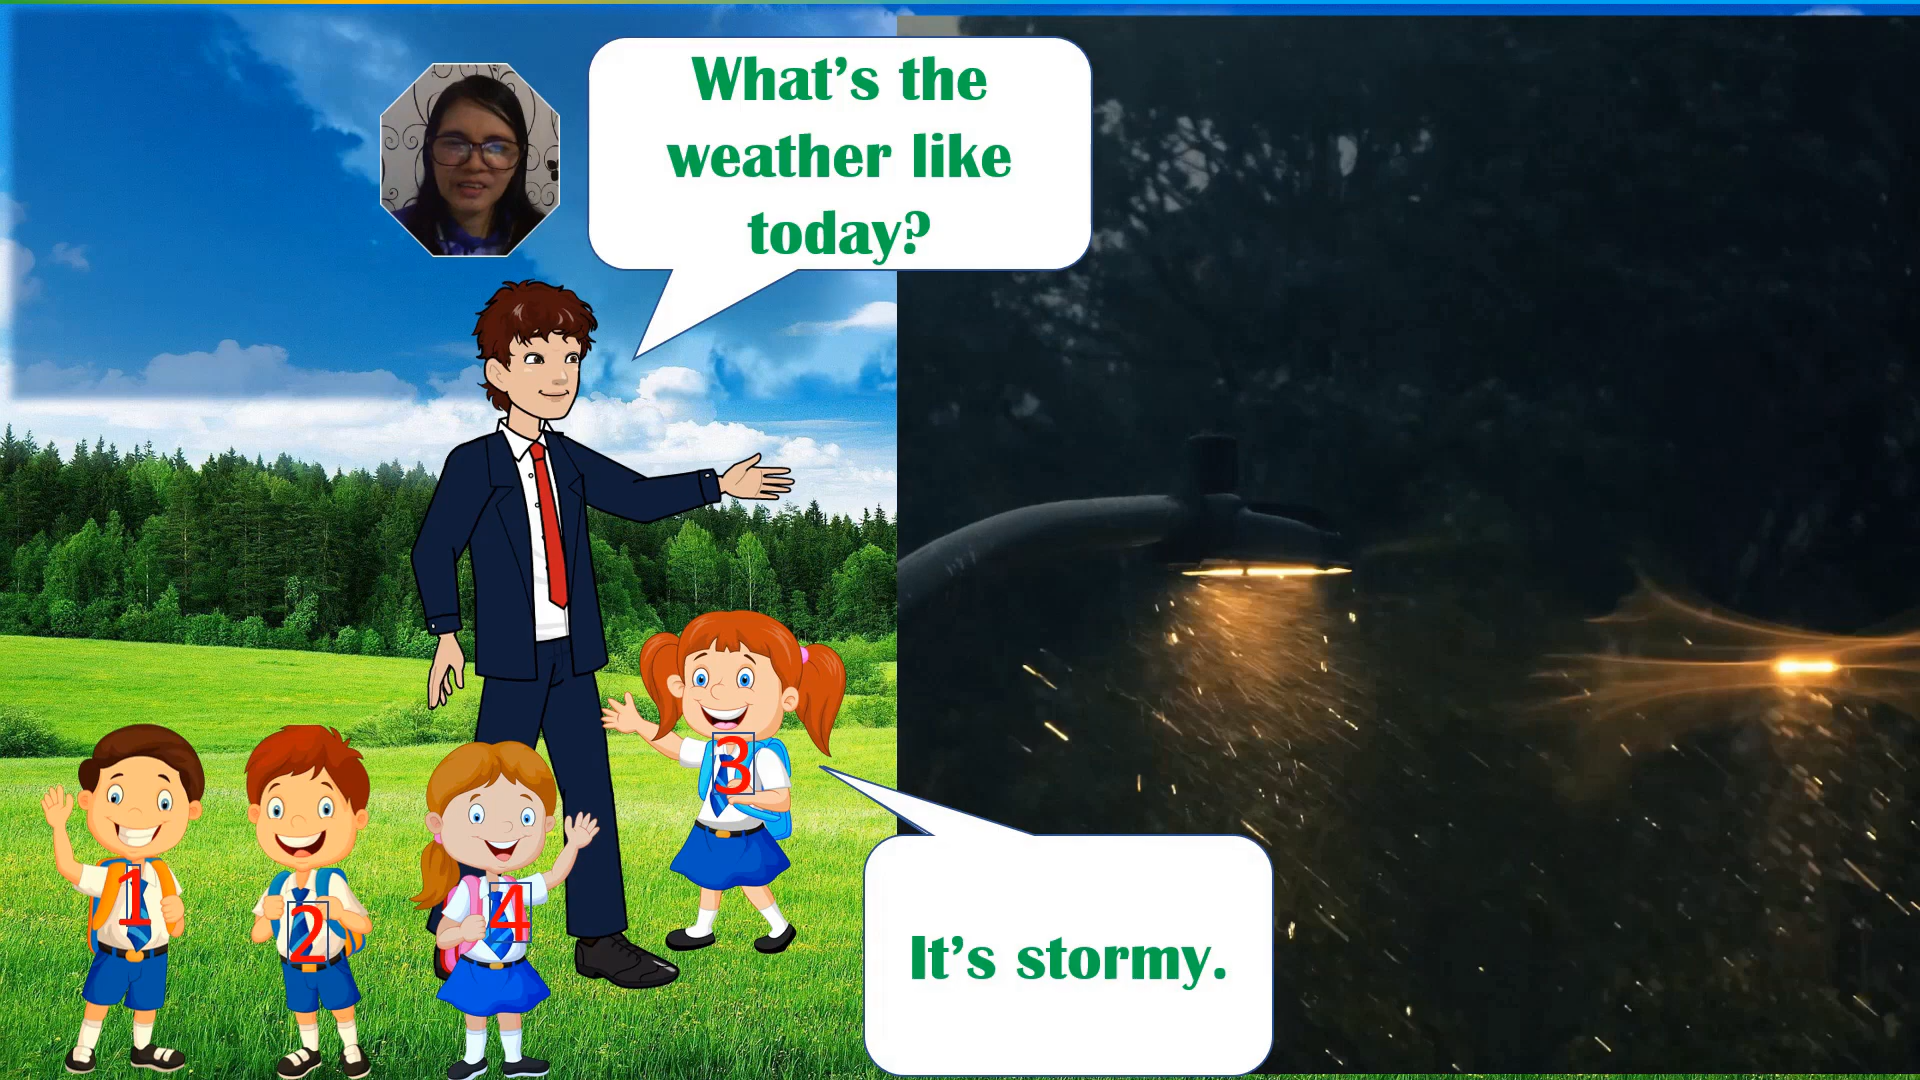 What’s the
weather like
today?
3
1
4
2
It’s stormy.